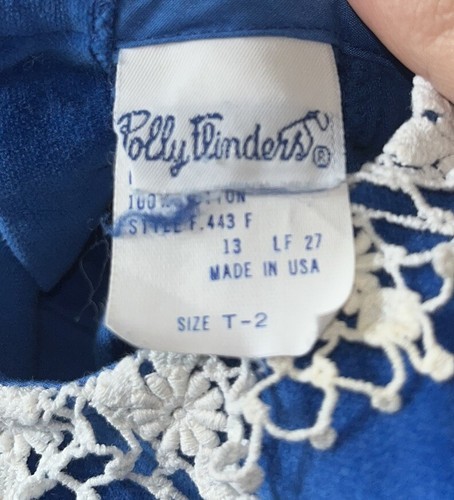 Polly Flinders®
100% COTTON
STYLE F.443 F
13 LF 27
MADE IN USA
SIZE T-2